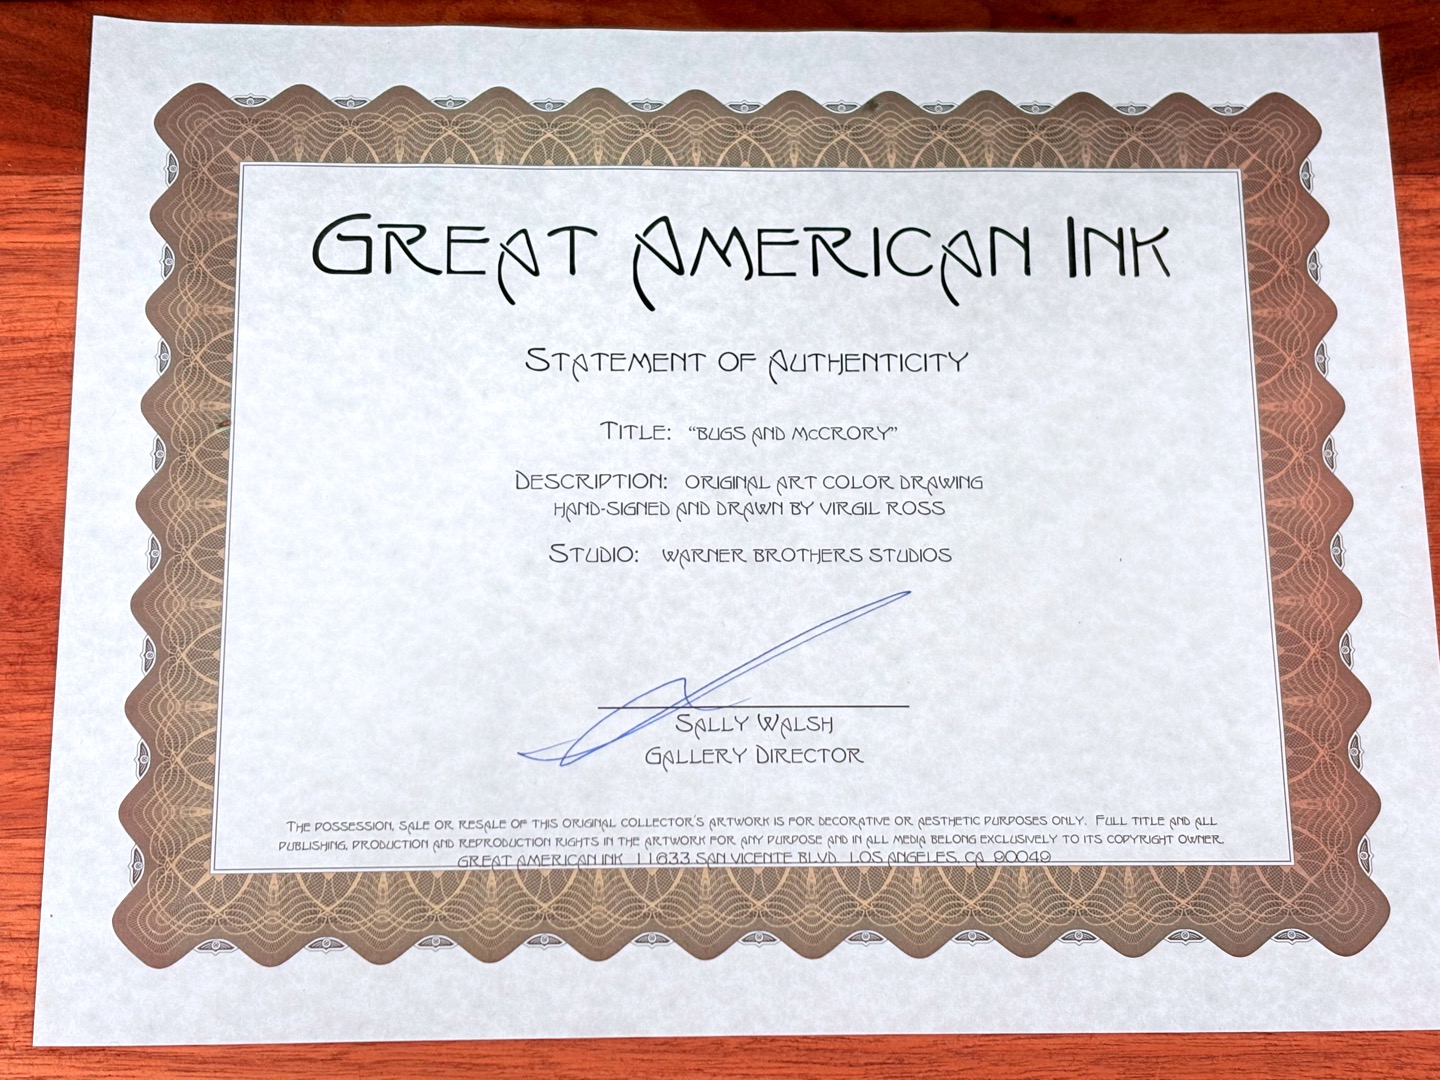 GREAT AMERICAN INK
STATEMENT OF AUTHENTICITY
TITLE: “BUGS AND McCRORY”
DESCRIPTION: ORIGINAL ART COLOR DRAWING
HAND-SIGNED AND DRAWN BY VIRGIL ROSS
STUDIO: WARNER BROTHERS STUDIOS
SALLY WALSH
GALLERY DIRECTOR
THE POSSESSION, SALE OR RESALE OF THIS ORIGINAL COLLECTOR'S ARTWORK IS FOR DECORATIVE OR AESTHETIC PURPOSES ONLY. FULL TITLE AND ALL
PUBLISHING, PRODUCTION AND REPRODUCTION RIGHTS IN THE ARTWORK FOR ANY PURPOSE AND IN ALL MEDIA BELONG EXCLUSIVELY TO ITS COPYRIGHT OWNER.
GREAT AMERICAN INK 11633 SAN VICENTE BLVD. LOS ANGELES, CA 90049